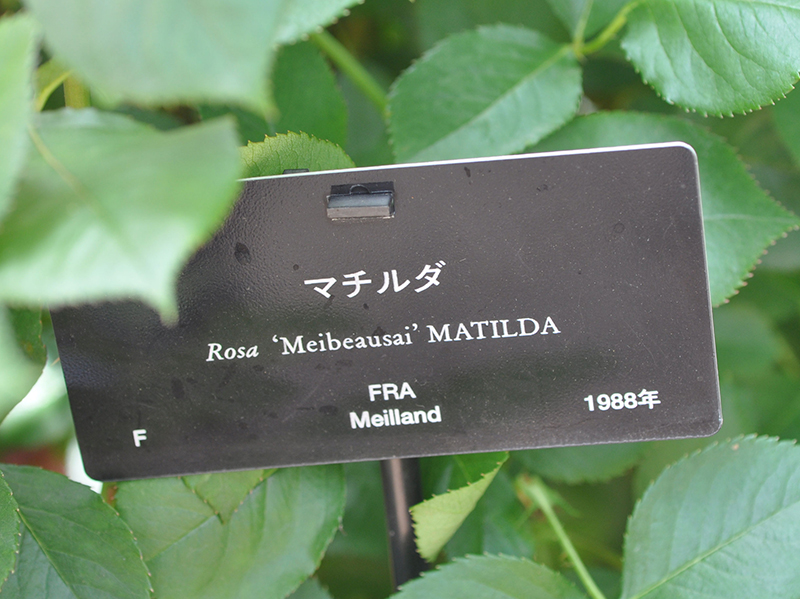 マチルダ
Rosa ‘Meibeausai’ MATILDA
FRA
Meilland
1988年
F